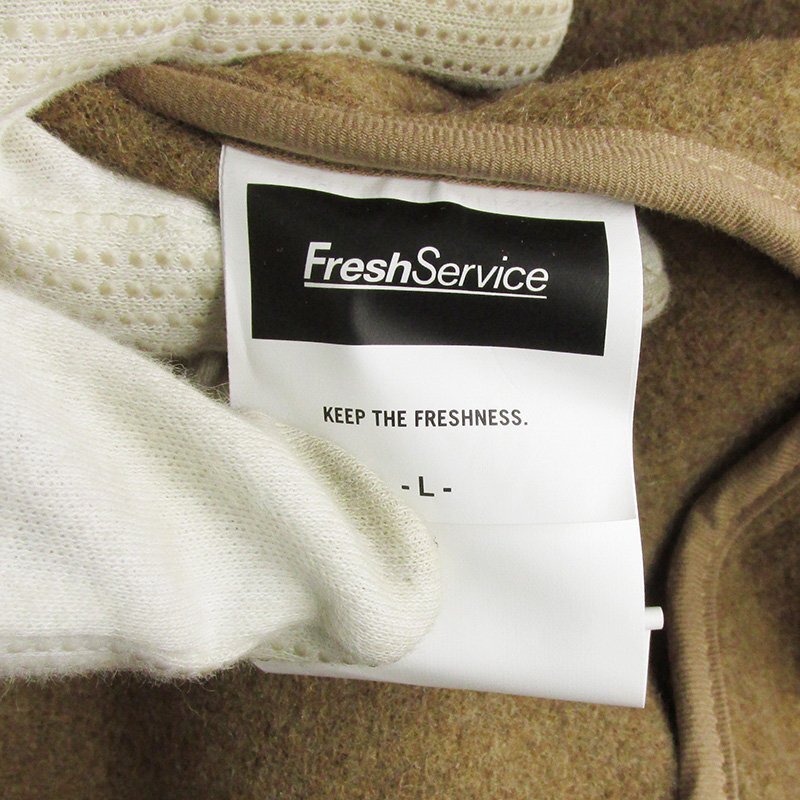 FreshService
KEEP THE FRESHNESS.
- L -